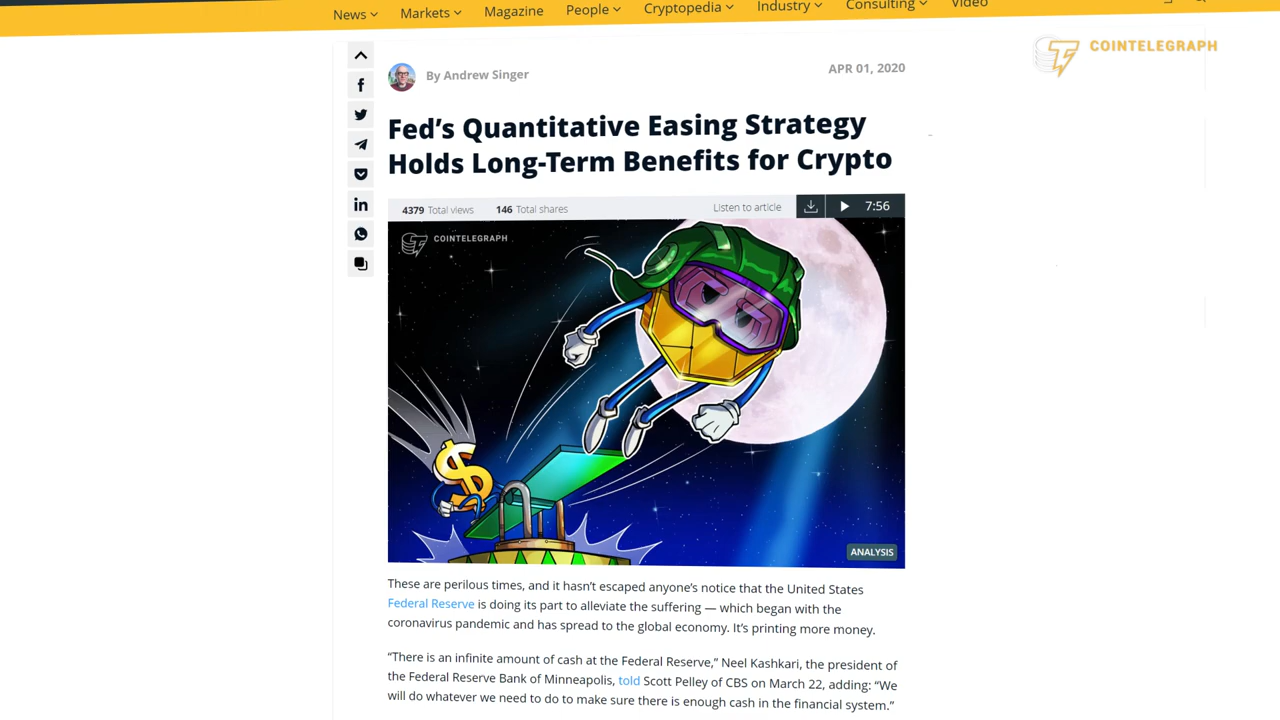 News Markets Magazine People Cryptopedia Industry Consulting Video
COINTELEGRAPH
By Andrew Singer APR 01, 2020
Fed’s Quantitative Easing Strategy
Holds Long-Term Benefits for Crypto
4379 Total views 146 Total shares Listen to article 7:56
COINTELEGRAPH
ANALYSIS
These are perilous times, and it hasn’t escaped anyone’s notice that the United States
Federal Reserve is doing its part to alleviate the suffering — which began with the
coronavirus pandemic and has spread to the global economy. It’s printing more money.
“There is an infinite amount of cash at the Federal Reserve,” Neel Kashkari, the president of
the Federal Reserve Bank of Minneapolis, told Scott Pelley of CBS on March 22, adding: “We
will do whatever we need to do to make sure there is enough cash in the financial system.”